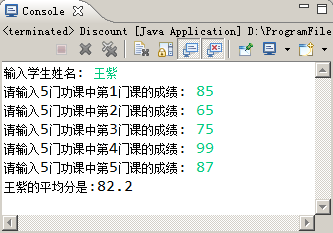 Console
<terminated> Discount [Java Application] D:\ProgramFile
输入学生姓名: 王紫
请输入5门功课中第1门课的成绩: 85
请输入5门功课中第2门课的成绩: 65
请输入5门功课中第3门课的成绩: 75
请输入5门功课中第4门课的成绩: 99
请输入5门功课中第5门课的成绩: 87
王紫的平均分是:82.2